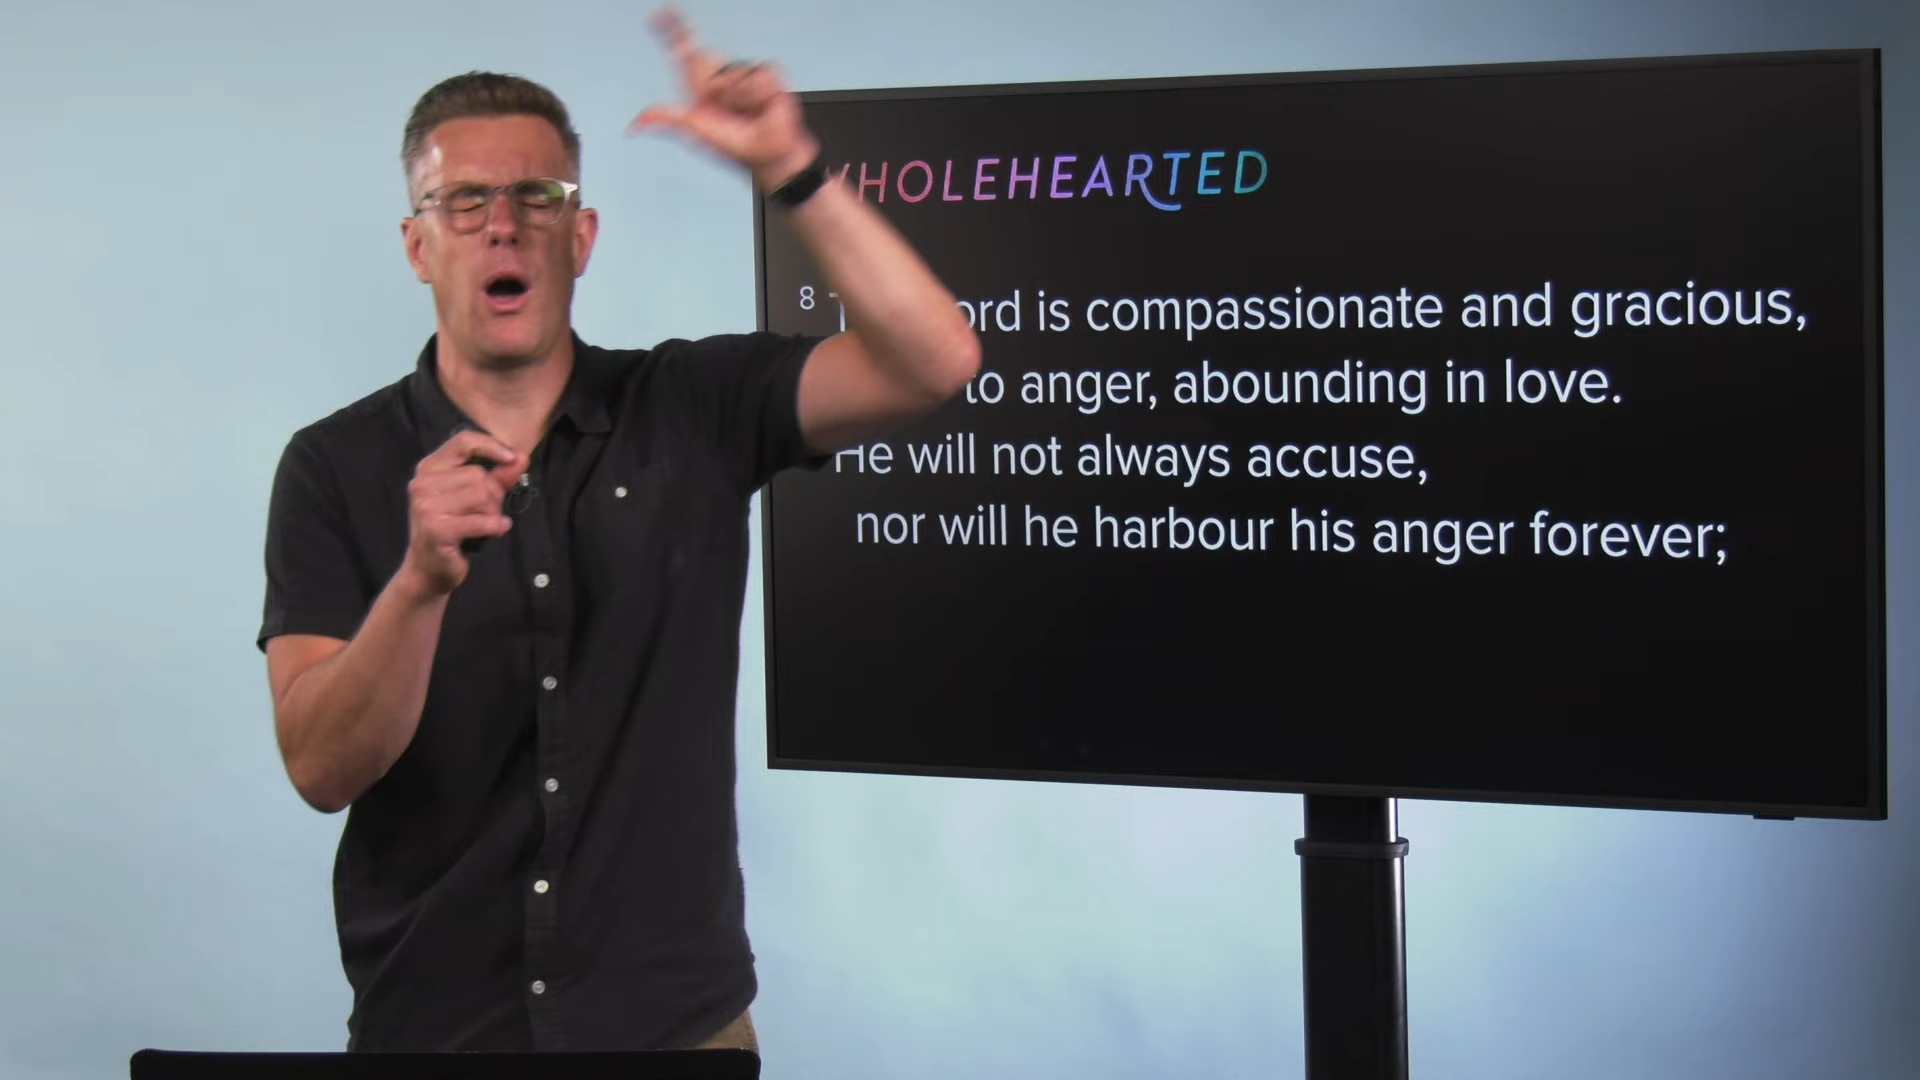 WHOLEHEARTED
8 is compassionate and gracious,
to anger, abounding in love.
He will not always accuse,
nor will he harbour his anger forever;